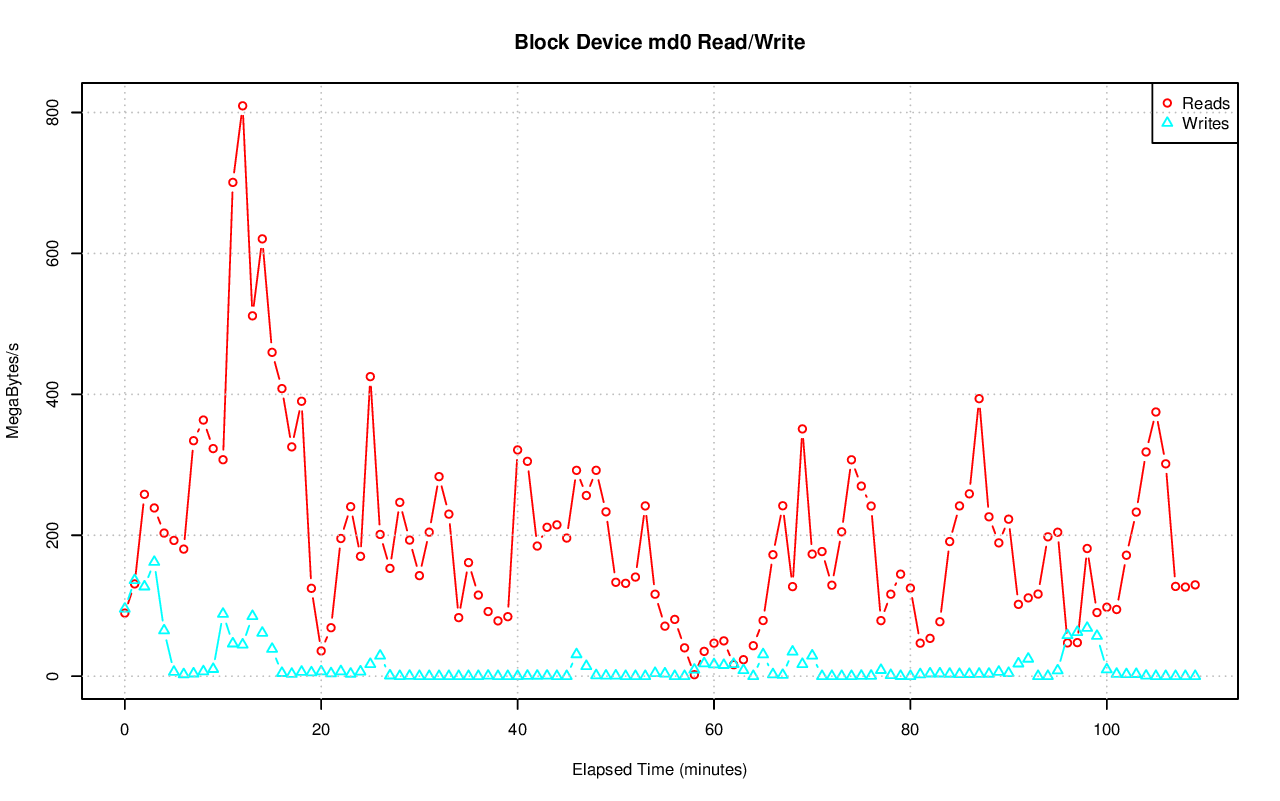 Block Device md0 Read/Write
Reads
Writes
MegaBytes/s
800
600
400
200
0
0 20 40 60 80 100
Elapsed Time (minutes)